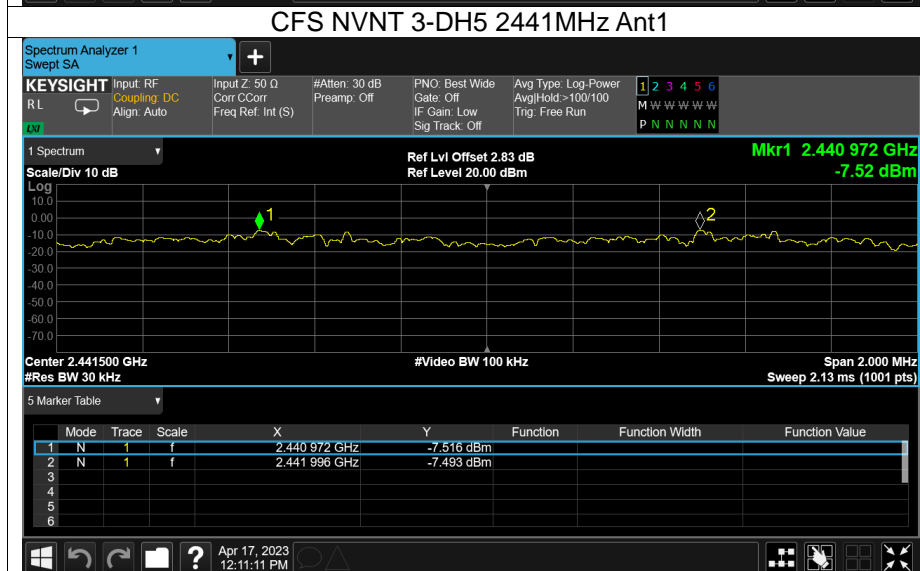 CFS NVNT 3-DH5 2441MHz Ant1
Spectrum Analyzer 1
Swept SA
+
KEYSIGHT Input: RF Input Z: 50 Ω #Atten: 30 dB PNO: Best Wide Avg Type: Log-Power 1 2 3 4 5 6
R L Coupling: DC Corr CCorr Preamp: Off Gate: Off Avg|Hold:>100/100 M W W W W W
Align: Auto Freq Ref: Int (S) IF Gain: Low Trig: Free Run
LXI Sig Track: Off P N N N N N
1 Spectrum Ref Lvl Offset 2.83 dB Mkr1 2.440 972 GHz
Scale/Div 10 dB Ref Level 20.00 dBm -7.52 dBm
Log
10.0
0.00
-10.0
-20.0
-30.0
-40.0
-50.0
-60.0
-70.0
1
2
Center 2.441500 GHz #Video BW 100 kHz Span 2.000 MHz
#Res BW 30 kHz Sweep 2.13 ms (1001 pts)
5 Marker Table
Mode Trace Scale X Y Function Function Width Function Value
1 N 1 f 2.440 972 GHz -7.516 dBm
2 N 1 f 2.441 996 GHz -7.493 dBm
3
4
5
6
? Apr 17, 2023
12:11:11 PM